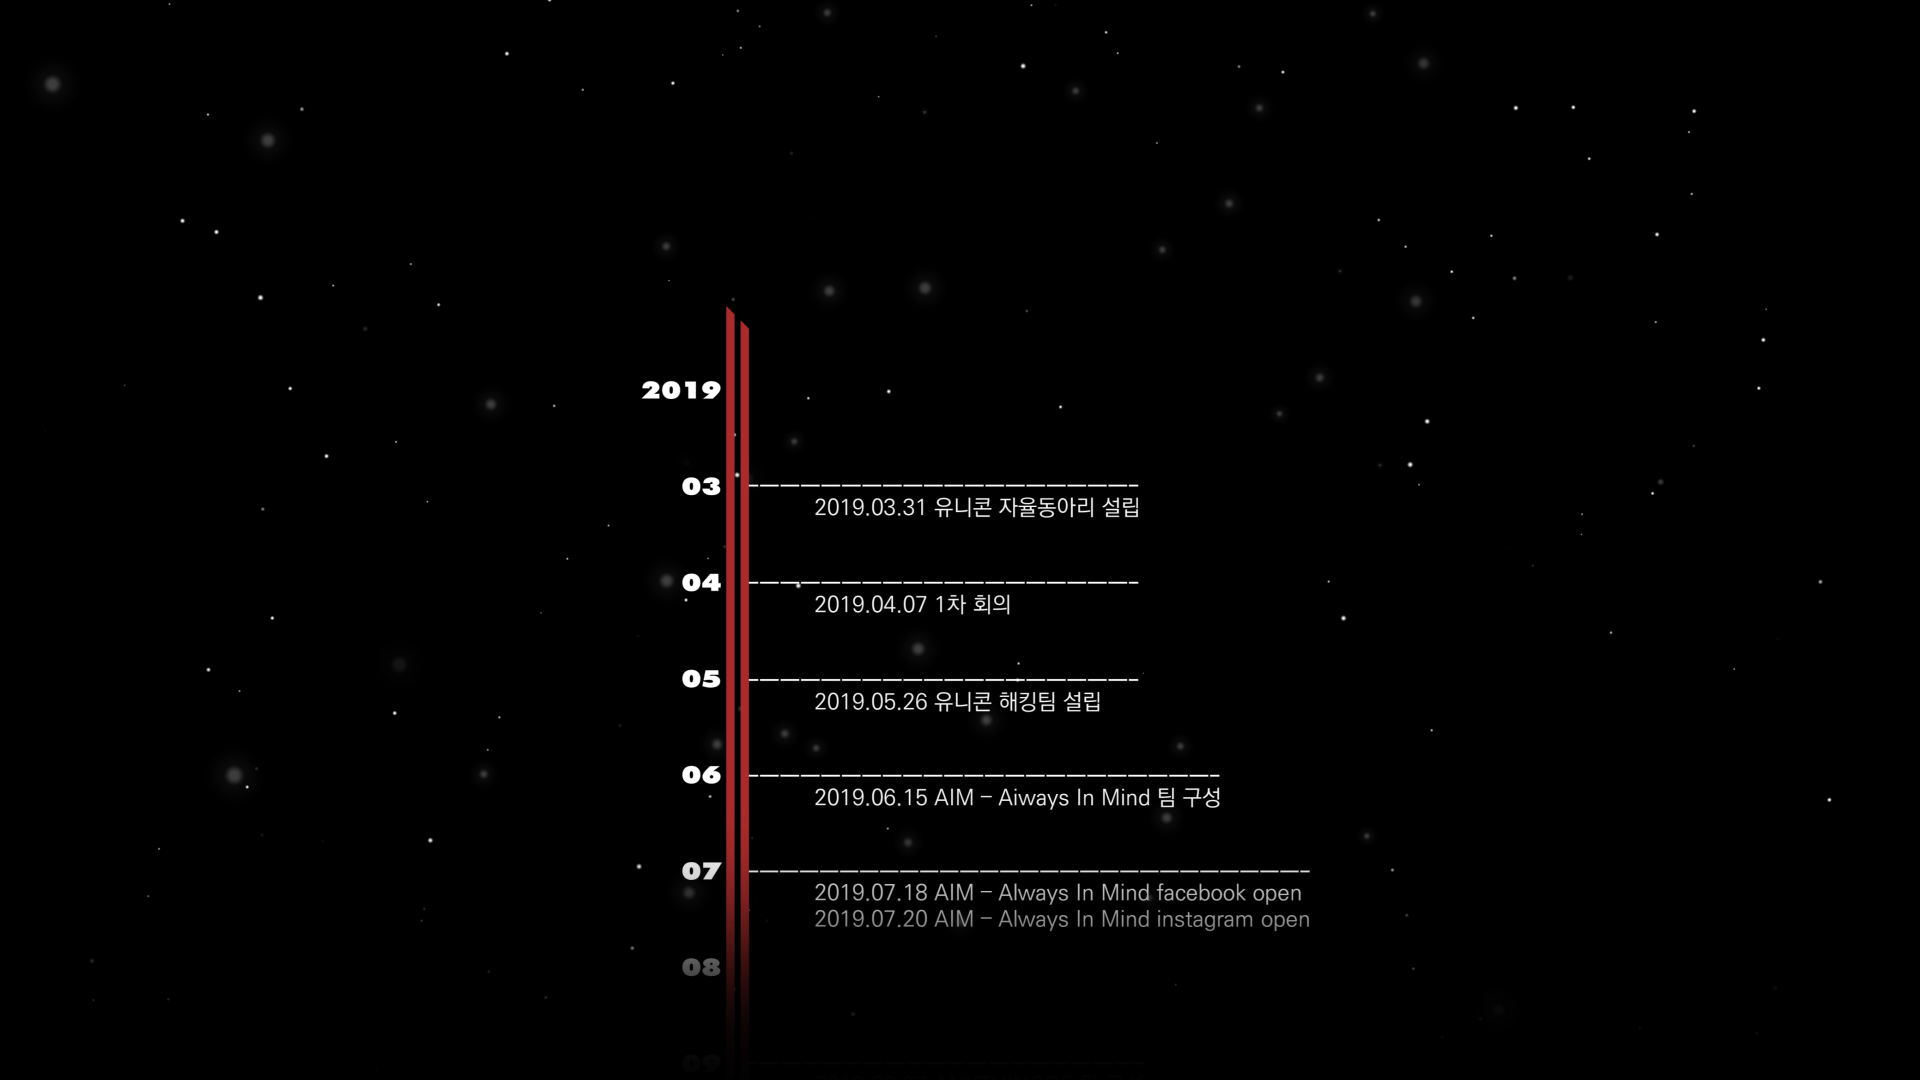 2019
03
2019.03.31 유니콘 자율동아리 설립
04
2019.04.07 1차 회의
05
2019.05.26 유니콘 해킹팀 설립
06
2019.06.15 AIM - Aiways In Mind 팀 구성
07
2019.07.18 AIM - Always In Mind facebook open
2019.07.20 AIM - Always In Mind instagram open
08
09